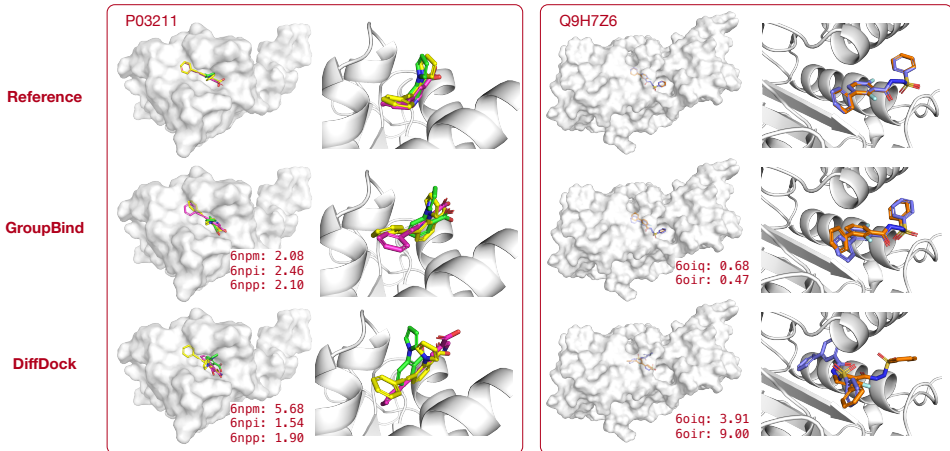 P03211
Q9H7Z6
Reference
GroupBind
6npm: 2.08
6npi: 2.46
6npp: 2.10
6oiq: 0.68
6oir: 0.47
DiffDock
6npm: 5.68
6npi: 1.54
6npp: 1.90
6oiq: 3.91
6oir: 9.00